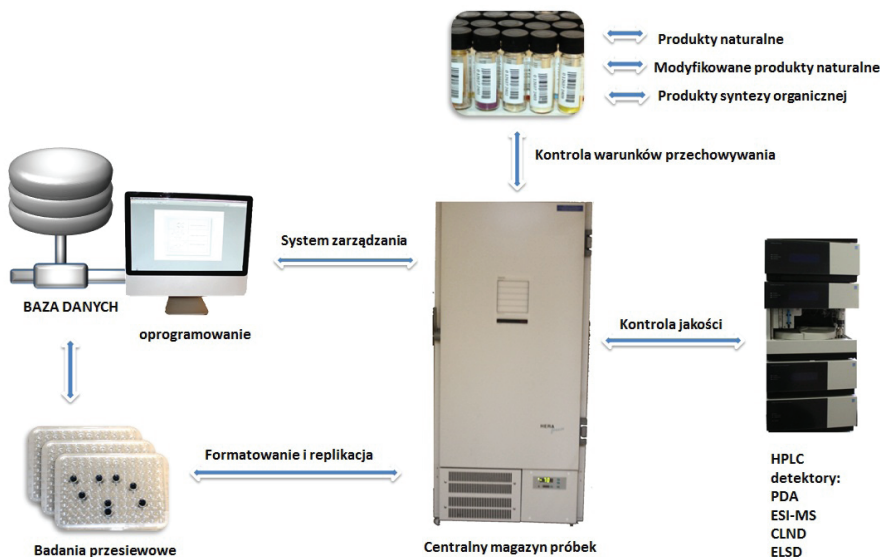 Produkty naturalne
Modyfikowane produkty naturalne
Produkty syntezy organicznej
Kontrola warunków przechowywania
System zarządzania
BAZA DANYCH
oprogramowanie
Kontrola jakości
Formatowanie i replikacja
HPLC
detektory:
PDA
ESI-MS
CLND
ELSD
Badania przesiewowe
Centralny magazyn próbek